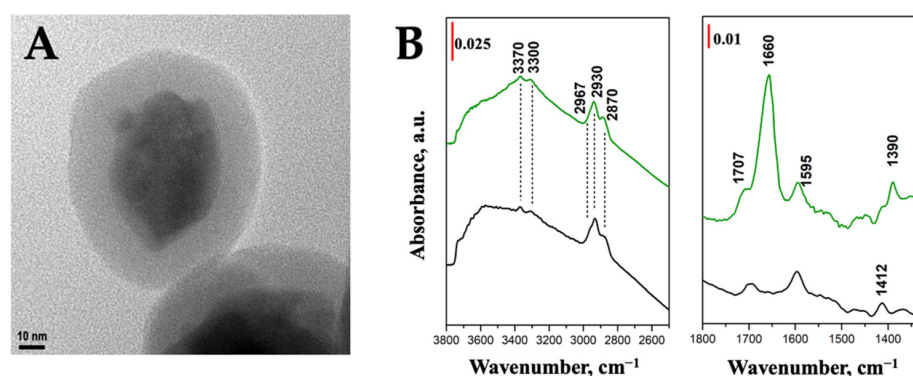 A
10 nm
B
0.025
3370
3300
2967
2930
2870
Absorbance, a.u.
3800 3600 3400 3200 3000 2800 2600
Wavenumber, cm⁻¹
0.01
1660
1707
1595
1390
1412
1800 1700 1600 1500 1400
Wavenumber, cm⁻¹